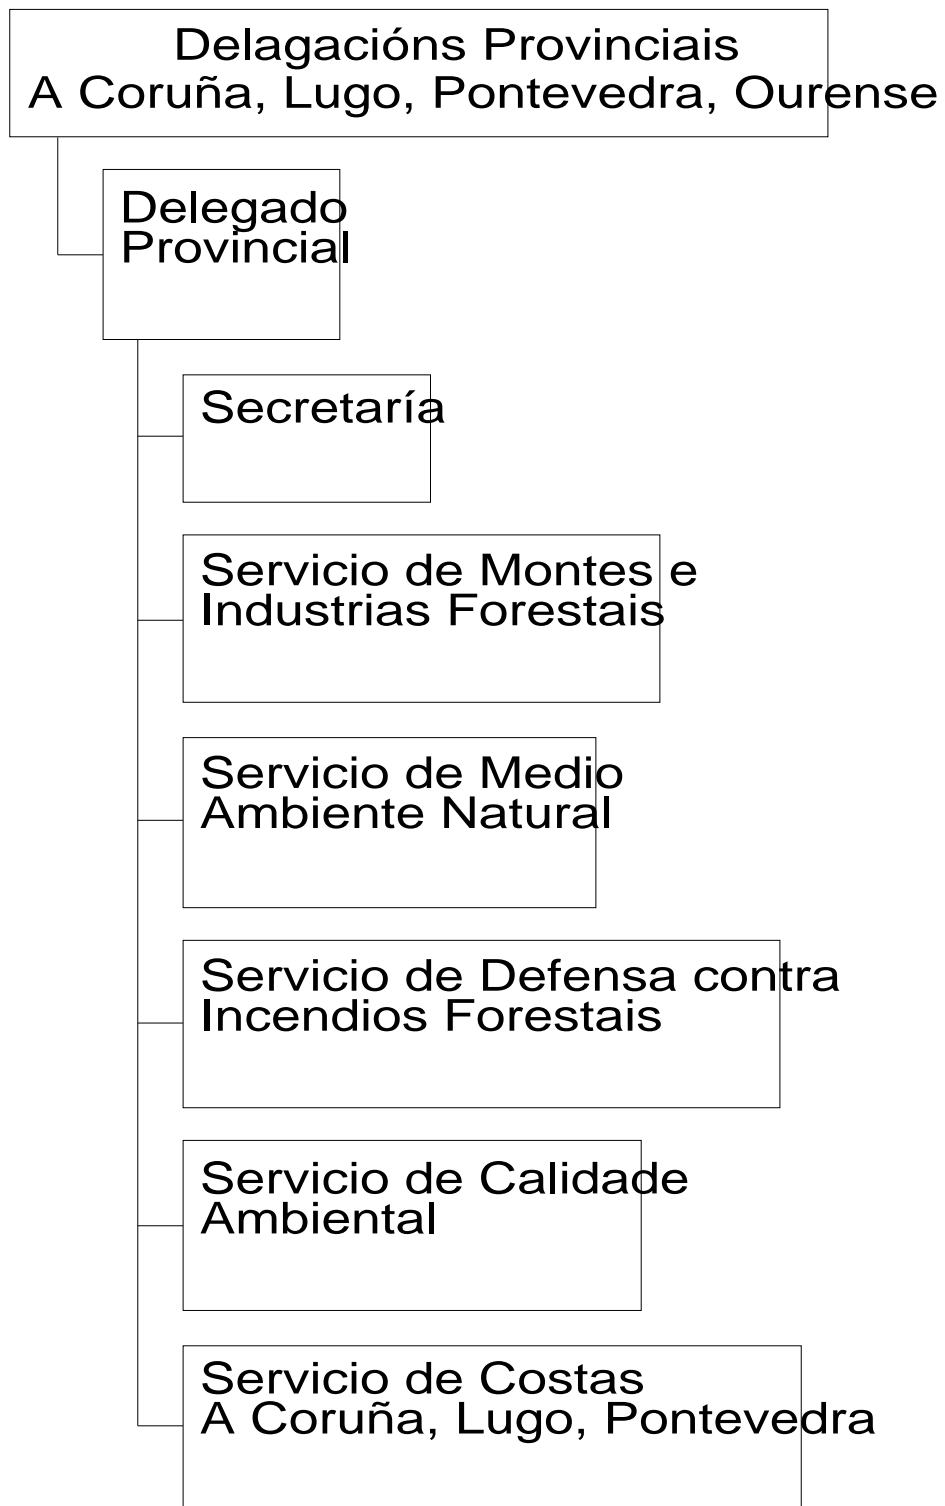 Delagacións Provinciais
A Coruña, Lugo, Pontevedra, Ourense
Delegado
Provincial
Secretaría
Servicio de Montes e
Industrias Forestais
Servicio de Medio
Ambiente Natural
Servicio de Defensa contra
Incendios Forestais
Servicio de Calidade
Ambiental
Servicio de Costas
A Coruña, Lugo, Pontevedra